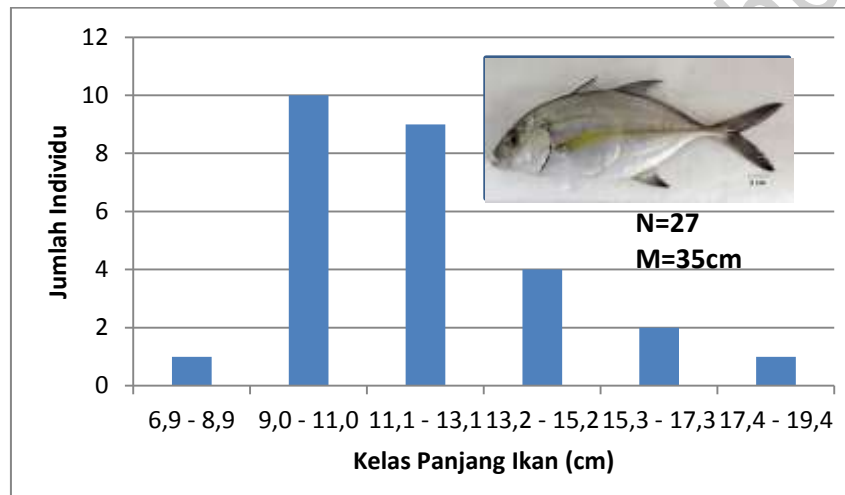 12
10
8
6
4
2
0
Jumlah Individu
N=27
M=35cm
6,9 - 8,9 9,0 - 11,0 11,1 - 13,1 13,2 - 15,2 15,3 - 17,3 17,4 - 19,4
Kelas Panjang Ikan (cm)